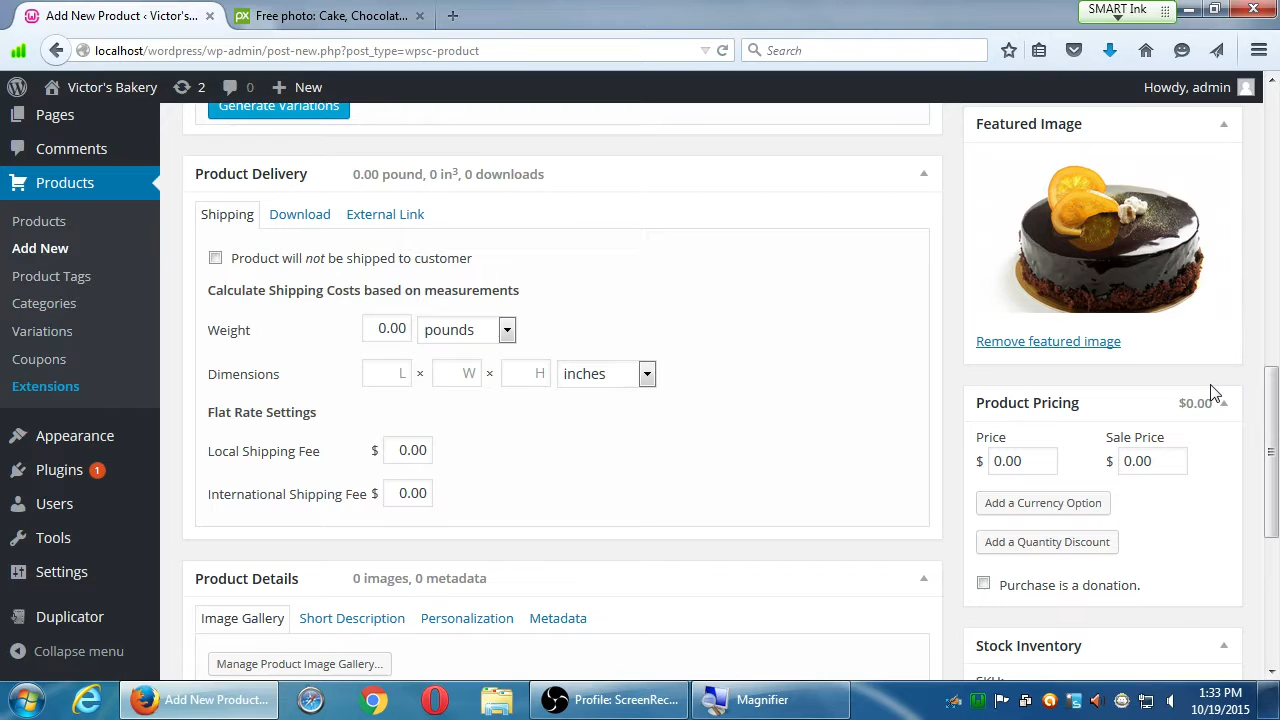 Add New Product ‹ Victor's... ×
px Free photo: Cake, Chocolat... ×
SMART Ink
localhost/wordpress/wp-admin/post-new.php?post_type=wpsc-product
Search
Victor's Bakery 2 0 New
Howdy, admin
Pages
Comments
Products
Products
Add New
Product Tags
Categories
Variations
Coupons
Extensions
Appearance
Plugins 1
Users
Tools
Settings
Duplicator
Collapse menu
Generate Variations
Product Delivery 0.00 pound, 0 in³, 0 downloads
Shipping Download External Link
Product will not be shipped to customer
Calculate Shipping Costs based on measurements
Weight 0.00 pounds
Dimensions L × W × H inches
Flat Rate Settings
Local Shipping Fee $ 0.00
International Shipping Fee $ 0.00
Product Details 0 images, 0 metadata
Image Gallery Short Description Personalization Metadata
Manage Product Image Gallery...
Featured Image
Remove featured image
Product Pricing $0.00
Price Sale Price
$ 0.00 $ 0.00
Add a Currency Option
Add a Quantity Discount
Purchase is a donation.
Stock Inventory
SKU:
Add New Product...
Profile: ScreenRec...
Magnifier
1:33 PM
10/19/2015